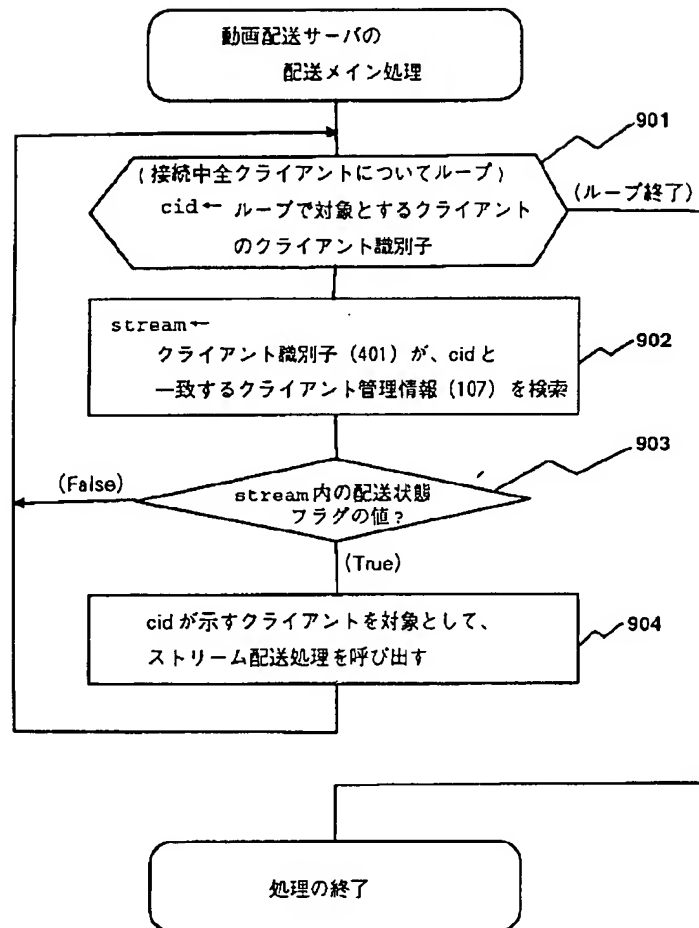 動画配送サーバの
配送メイン処理
901
(接続中全クライアントについてループ)
cid← ループで対象とするクライアント
のクライアント識別子
(ループ終了)
stream←
クライアント識別子 (401) が、cidと
一致するクライアント管理情報 (107) を検索
902
903
(False)
stream内の配送状態
フラグの値?
(True)
cidが示すクライアントを対象として、
ストリーム配送処理を呼び出す
904
処理の終了